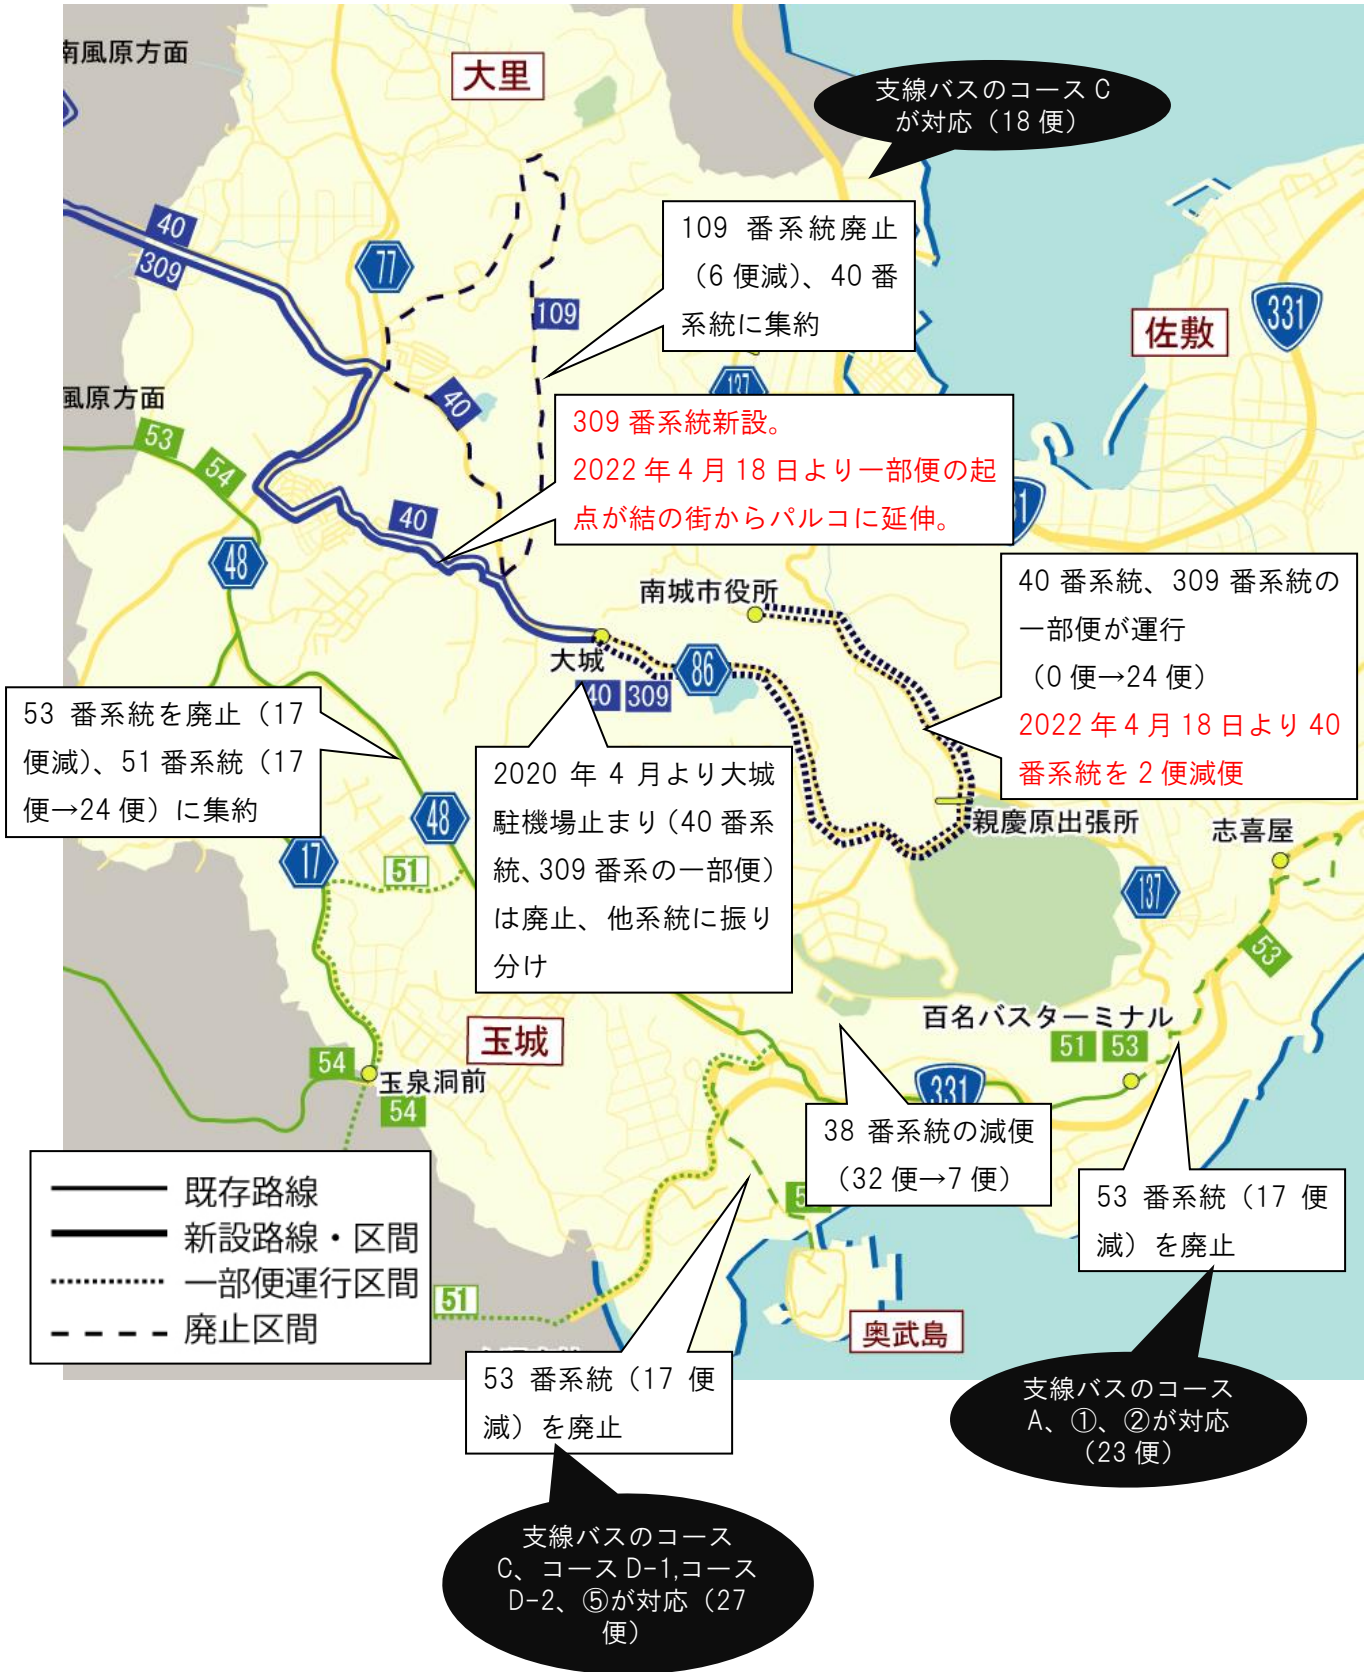 南風原方面
大里
支線バスのコース C
が対応（18 便）
40
309
77
109 番系統廃止
（6 便減）、40 番
系統に集約
109
331
佐敷
137
風原方面
53
54
40
309 番系統新設。
2022 年 4 月 18 日より一部便の起
点が結の街からパルコに延伸。
40
48
南城市役所
40 番系統、309 番系統の
一部便が運行
（0 便→24 便）
2022 年 4 月 18 日より 40
番系統を 2 便減便
大城
86
40
309
53 番系統を廃止（17
便減）、51 番系統（17
便→24 便）に集約
2020 年 4 月より大城
駐機場止まり（40 番系
統、309 番系の一部便）
は廃止、他系統に振り
分け
48
17
51
親慶原出張所
志喜屋
137
53
百名バスターミナル
51
53
玉城
54
玉泉洞前
54
331
38 番系統の減便
（32 便→7 便）
53 番系統（17 便
減）を廃止
既存路線
新設路線・区間
一部便運行区間
廃止区間
51
奥武島
53 番系統（17 便
減）を廃止
支線バスのコース
A、①、②が対応
（23 便）
支線バスのコース
C、コース D-1,コース
D-2、⑤が対応（27
便）